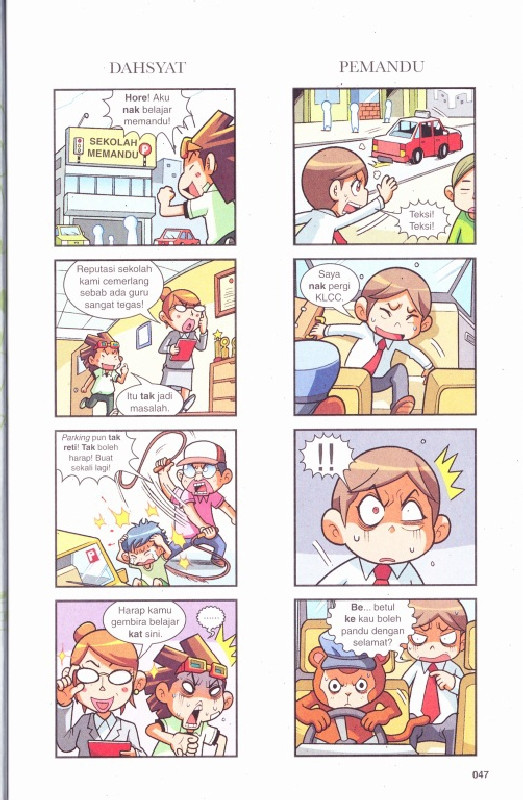 DAHSYAT
Hore! Aku
nak belajar
memandu!
SEKOLAH
MEMANDU P
Reputasi sekolah
kami cemerlang
sebab ada guru
sangat tegas!
Itu taik jadi
masalah.
Parking pun tak
reti! Tak boleh
harap! Buat
sekali lagi!
P
Harap kamu
gembira belajar
kat sini.
......
PEMANDU
Teksi!
Teksi!
Saya
nak pergi
KLCC.
!!
Be... betul
ke kau boleh
pandu dengan
selamat?
047